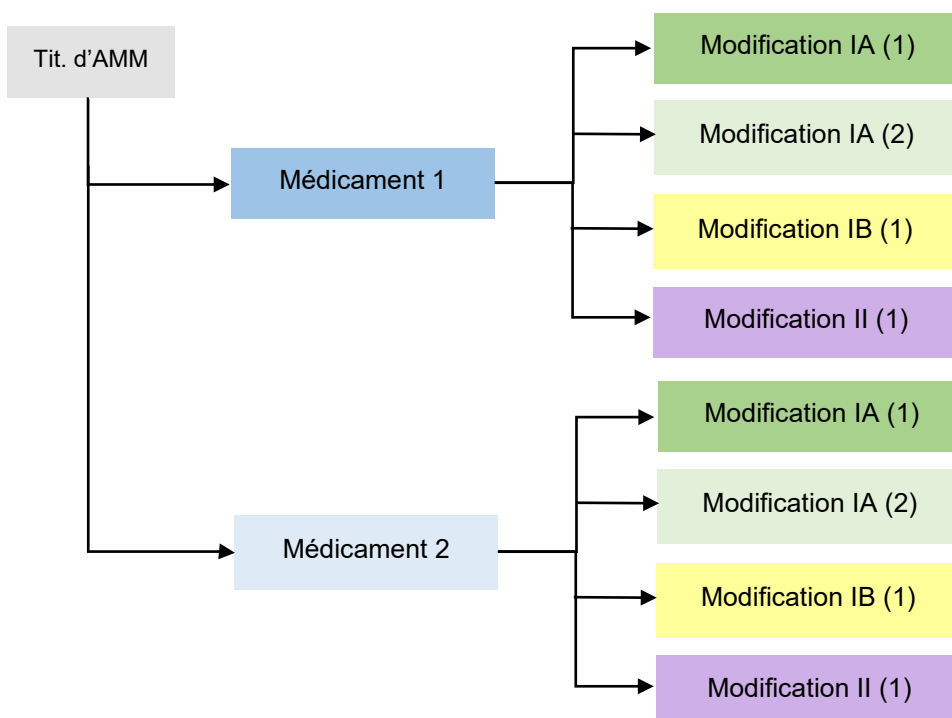 Tit. d'AMM
Médicament 1
Modification IA (1)
Modification IA (2)
Modification IB (1)
Modification II (1)
Médicament 2
Modification IA (1)
Modification IA (2)
Modification IB (1)
Modification II (1)